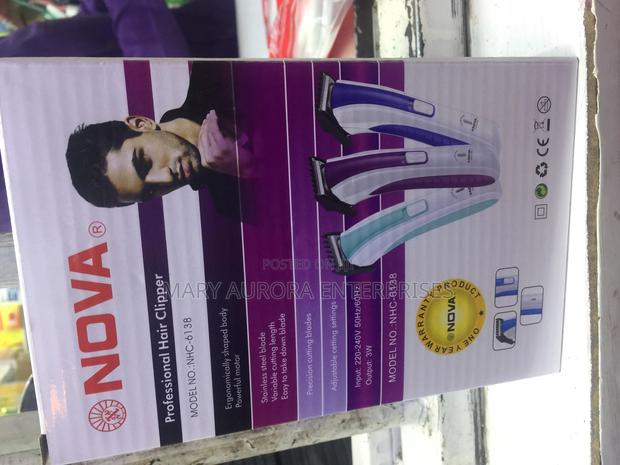 NOVA ®
Professional Hair Clipper
MODEL NO.:NHC-6138
Ergonomically shaped body
Powerful motor
Stainless steel blade
Variable cutting length
Easy to take down blade
Precision cutting blades
Adjustable cutting settings
Input: 220-240V 50Hz/60Hz
Output: 3W
MODEL NO.:NHC-6138
PRODUCT
NOVA
ONE YEAR WARRANTY
CE
POSTED ON
MARY AURORA ENTERPRISES